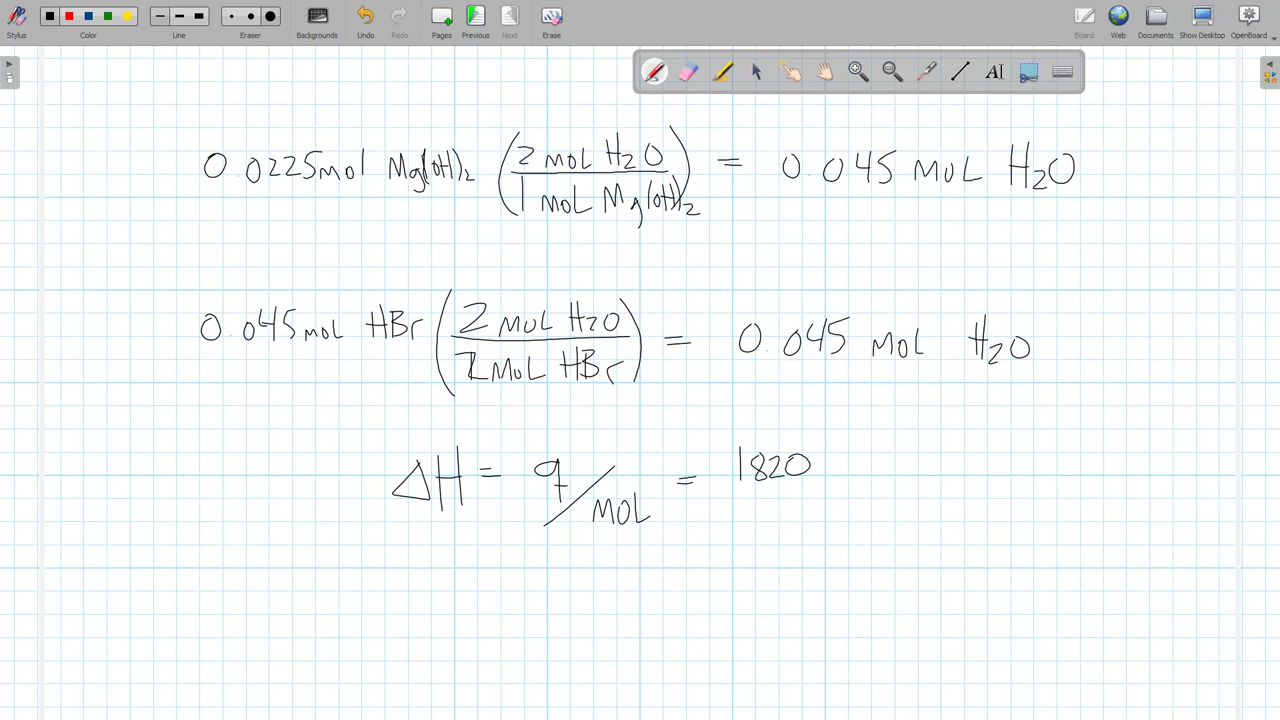 Stylus Color Line Eraser Backgrounds Undo Redo Pages Previous Next Erase Board Web Documents Show Desktop OpenBoard
0.0225mol Mg(OH)₂ (2 mol H₂O / 1 mol Mg(OH)₂) = 0.045 mol H₂O
0.045 mol HBr (2 mol H₂O / 2 mol HBr) = 0.045 mol H₂O
ΔH = q/mol = 1820